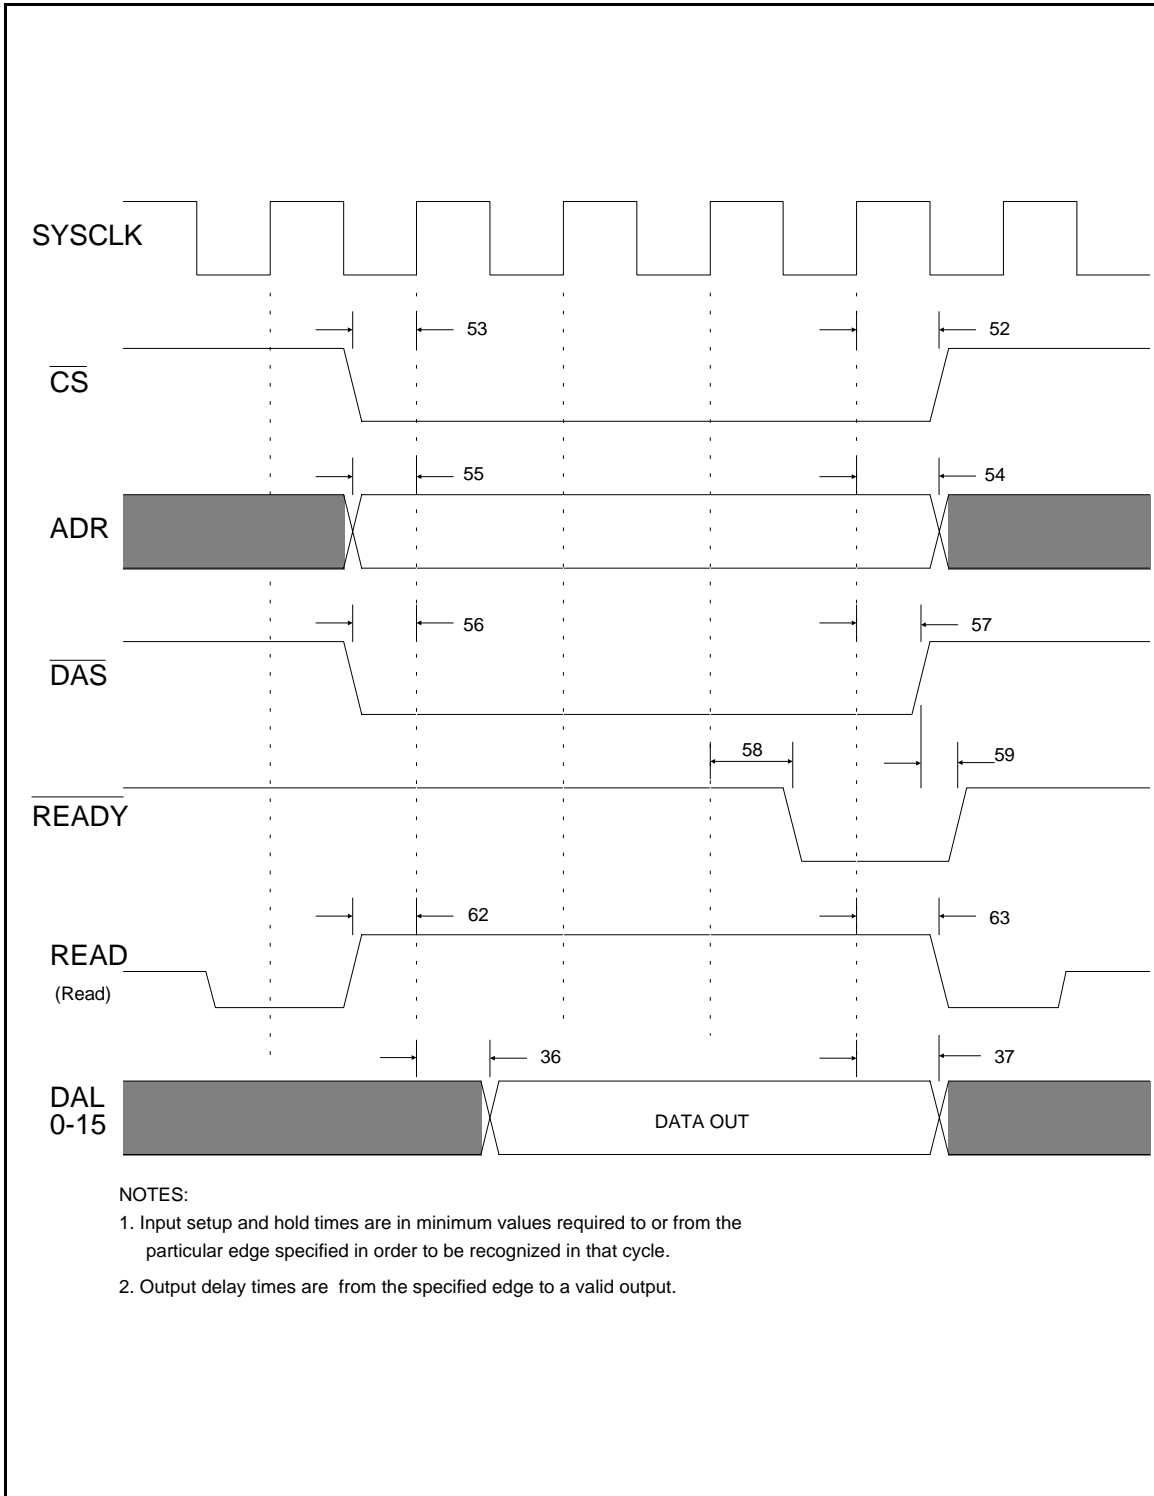 SYSCLK
53
52
CS
55
54
ADR
56
57
DAS
58
59
READY
62
63
READ
(Read)
36
37
DAL
0-15
DATA OUT
NOTES:
1. Input setup and hold times are in minimum values required to or from the
particular edge specified in order to be recognized in that cycle.
2. Output delay times are from the specified edge to a valid output.